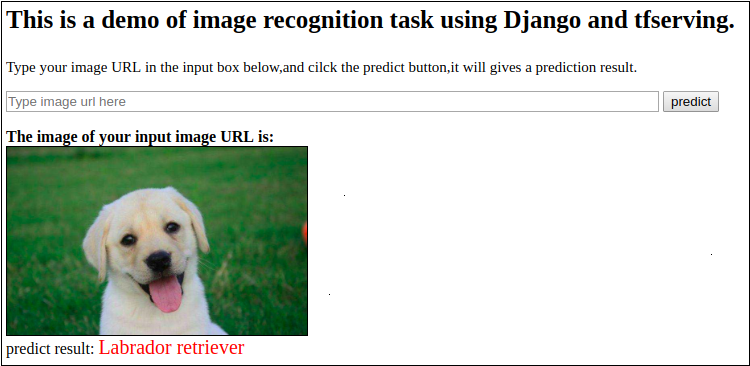 This is a demo of image recognition task using Django and tfserving.
Type your image URL in the input box below,and cilck the predict button,it will gives a prediction result.
Type image url here predict
The image of your input image URL is:
predict result: Labrador retriever